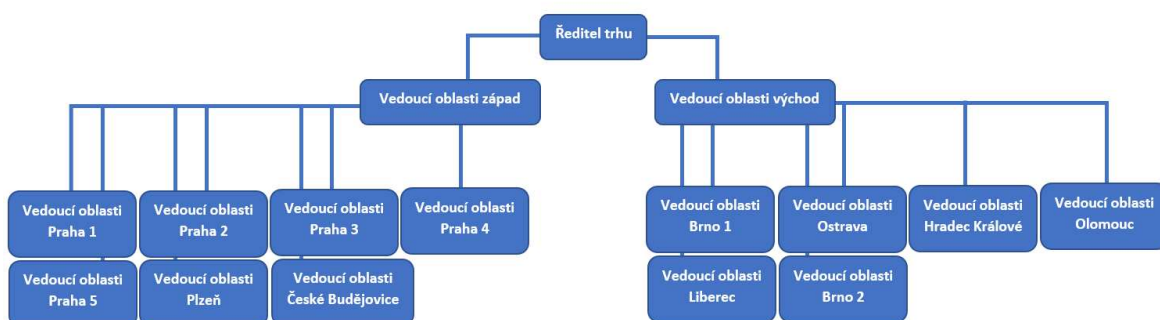 Ředitel trhu
Vedoucí oblasti západ
Vedoucí oblasti východ
Vedoucí oblasti
Praha 1
Vedoucí oblasti
Praha 2
Vedoucí oblasti
Praha 3
Vedoucí oblasti
Praha 4
Vedoucí oblasti
Brno 1
Vedoucí oblasti
Ostrava
Vedoucí oblasti
Hradec Králové
Vedoucí oblasti
Olomouc
Vedoucí oblasti
Praha 5
Vedoucí oblasti
Plzeň
Vedoucí oblasti
České Budějovice
Vedoucí oblasti
Liberec
Vedoucí oblasti
Brno 2